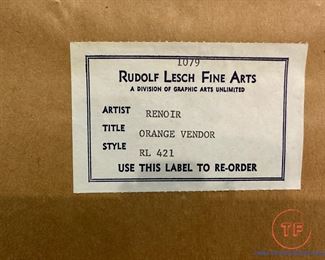 1079
RUDOLF LESCH FINE ARTS
A DIVISION OF GRAPHIC ARTS UNLIMITED
ARTIST RENOIR
TITLE ORANGE VENDOR
STYLE RL 421
USE THIS LABEL TO RE-ORDER
TF